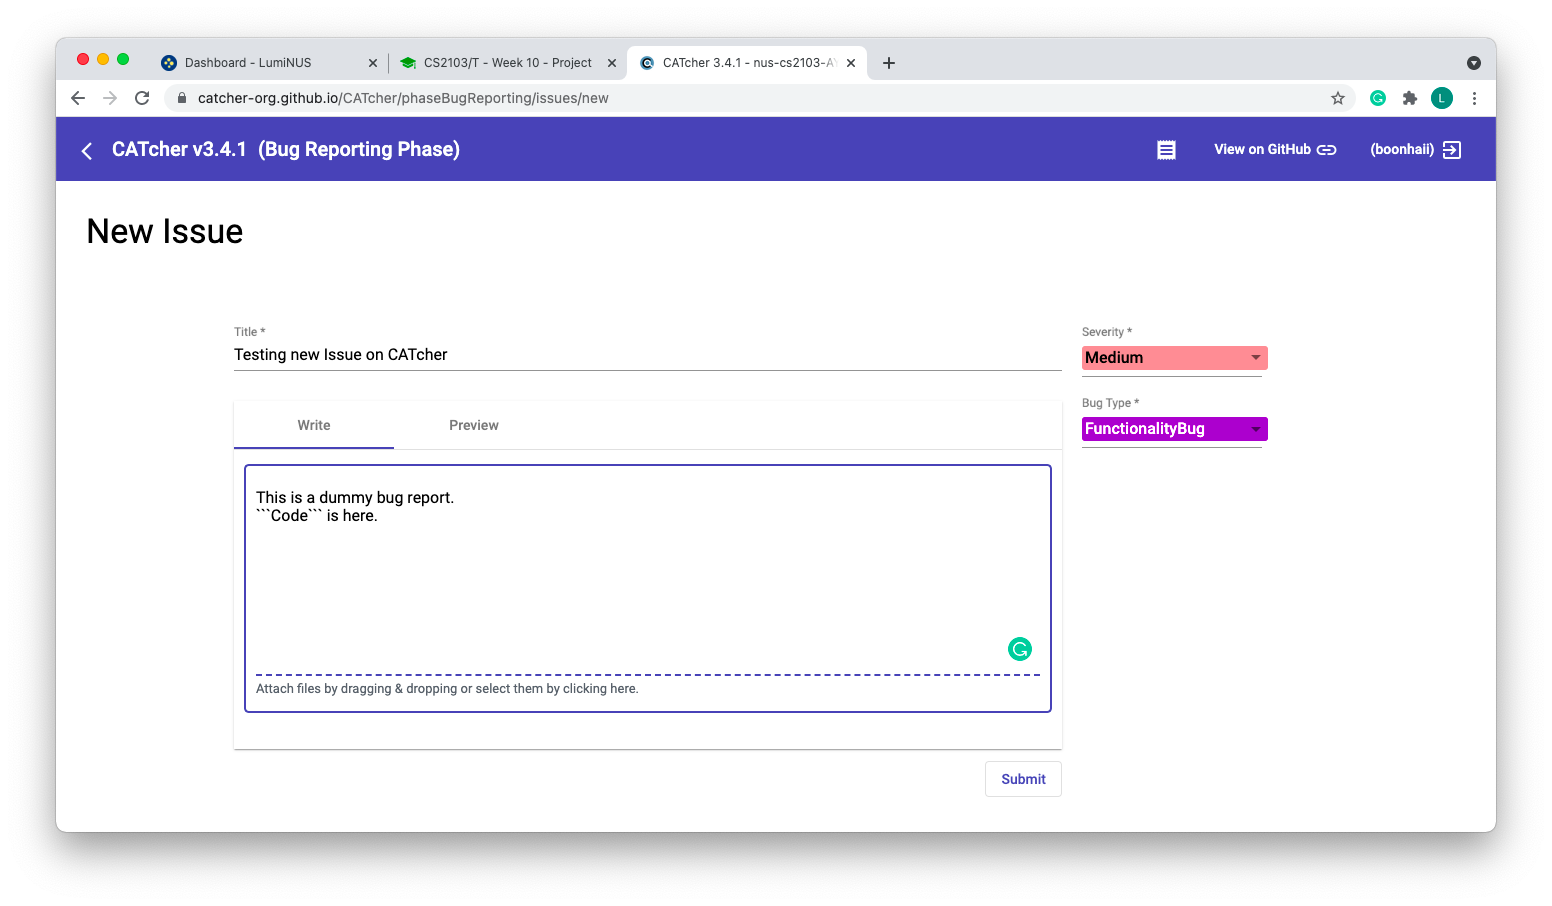 Dashboard - LumiNUS
CS2103/T - Week 10 - Project
CATcher 3.4.1 - nus-cs2103-AY
catcher-org.github.io/CATcher/phaseBugReporting/issues/new
L
CATcher v3.4.1 (Bug Reporting Phase)
View on GitHub
(boonhaii)
New Issue
Title *
Testing new Issue on CATcher
Severity *
Medium
Bug Type *
FunctionalityBug
Write
Preview
This is a dummy bug report.
```Code``` is here.
Attach files by dragging & dropping or select them by clicking here.
Submit